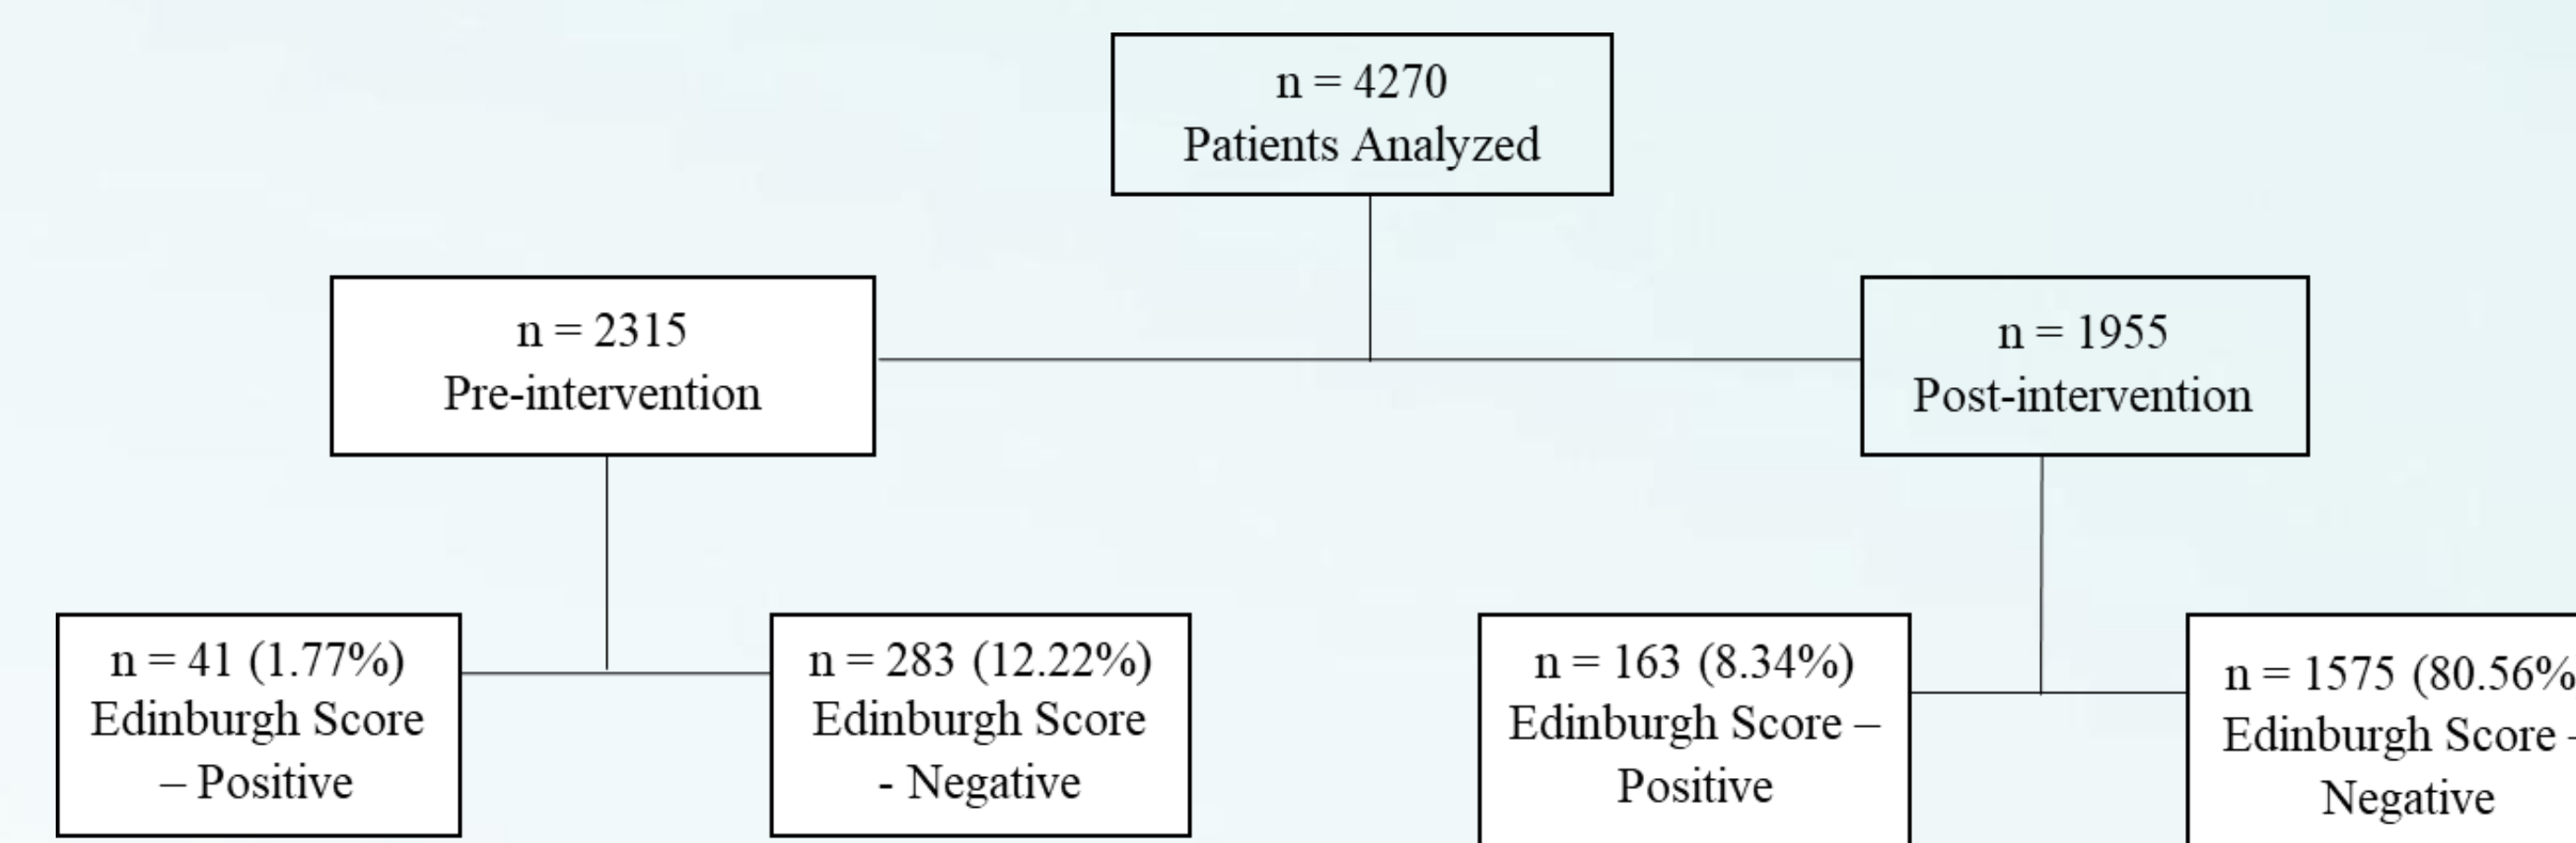 n = 4270
Patients Analyzed
n = 2315
Pre-intervention
n = 1955
Post-intervention
n = 41 (1.77%)
Edinburgh Score
– Positive
n = 283 (12.22%)
Edinburgh Score
- Negative
n = 163 (8.34%)
Edinburgh Score –
Positive
n = 1575 (80.56%
Edinburgh Score -
Negative